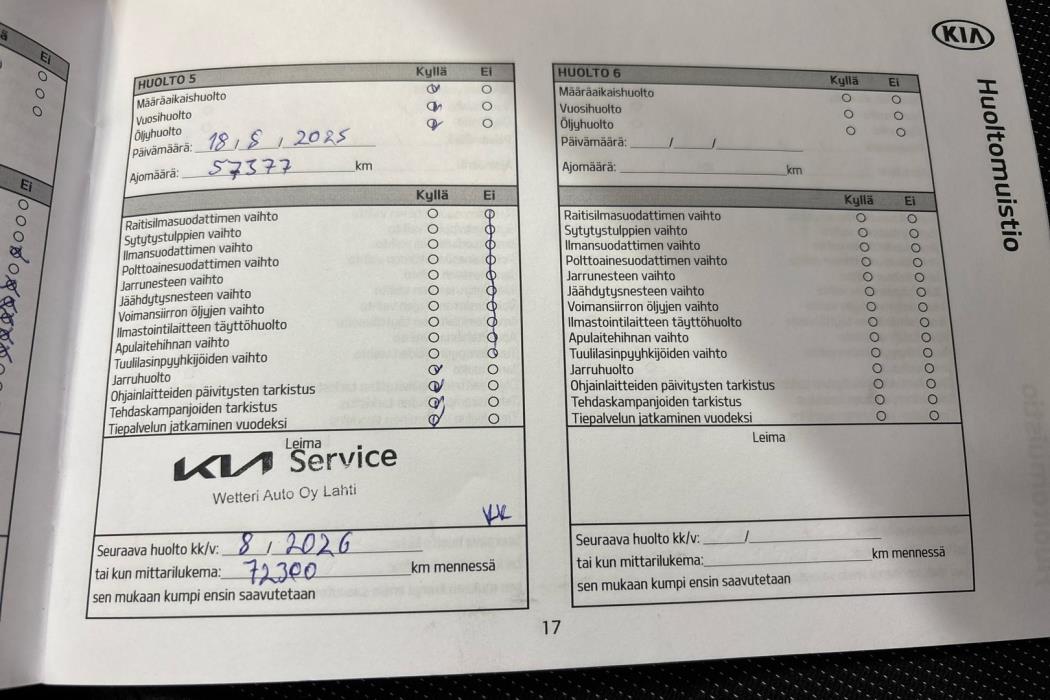 KIA
Huoltomuistio
ä Ei
Ei
HUOLTO 5 Kyllä Ei
Määräaikaishuolto
Vuosihuolto
Öljyhuolto
Päivämäärä: 18 / 8 / 2025
Ajomäärä: 57377 km
Kyllä Ei
Raitisilmasuodattimen vaihto
Sytytystulppien vaihto
Ilmansuodattimen vaihto
Polttoainesuodattimen vaihto
Jarrunesteen vaihto
Jäähdytysnesteen vaihto
Voimansiirron öljyjen vaihto
Ilmastointilaitteen täyttöhuolto
Apulaitehihnan vaihto
Tuulilasinpyyhkijöiden vaihto
Jarruhuolto
Ohjainlaitteiden päivitysten tarkistus
Tehdaskampanjoiden tarkistus
Tiepalvelun jatkaminen vuodeksi
Leima
KIA Service
Wetteri Auto Oy Lahti
Seuraava huolto kk/v: 8 / 2026
tai kun mittarilukema: 72300 km mennessä
sen mukaan kumpi ensin saavutetaan
HUOLTO 6 Kyllä Ei
Määräaikaishuolto
Vuosihuolto
Öljyhuolto
Päivämäärä: / /
Ajomäärä: km
Kyllä Ei
Raitisilmasuodattimen vaihto
Sytytystulppien vaihto
Ilmansuodattimen vaihto
Polttoainesuodattimen vaihto
Jarrunesteen vaihto
Jäähdytysnesteen vaihto
Voimansiirron öljyjen vaihto
Ilmastointilaitteen täyttöhuolto
Apulaitehihnan vaihto
Tuulilasinpyyhkijöiden vaihto
Jarruhuolto
Ohjainlaitteiden päivitysten tarkistus
Tehdaskampanjoiden tarkistus
Tiepalvelun jatkaminen vuodeksi
Leima
Seuraava huolto kk/v: /
tai kun mittarilukema: km mennessä
sen mukaan kumpi ensin saavutetaan
17